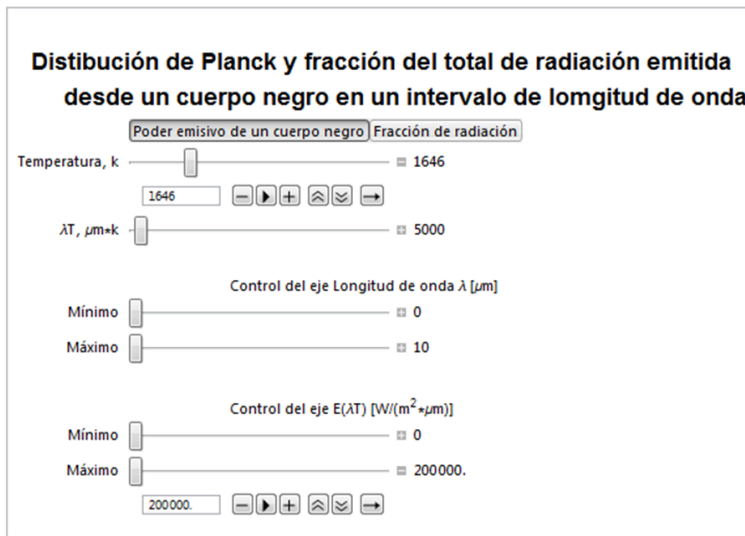 Distibución de Planck y fracción del total de radiación emitida
desde un cuerpo negro en un intervalo de lomgitud de onda
Poder emisivo de un cuerpo negro Fracción de radiación
Temperatura, k 1646
1646
λT, μm*k 5000
Control del eje Longitud de onda λ [μm]
Mínimo 0
Máximo 10
Control del eje E(λT) [W/(m²*μm)]
Mínimo 0
Máximo 200000.
200000.